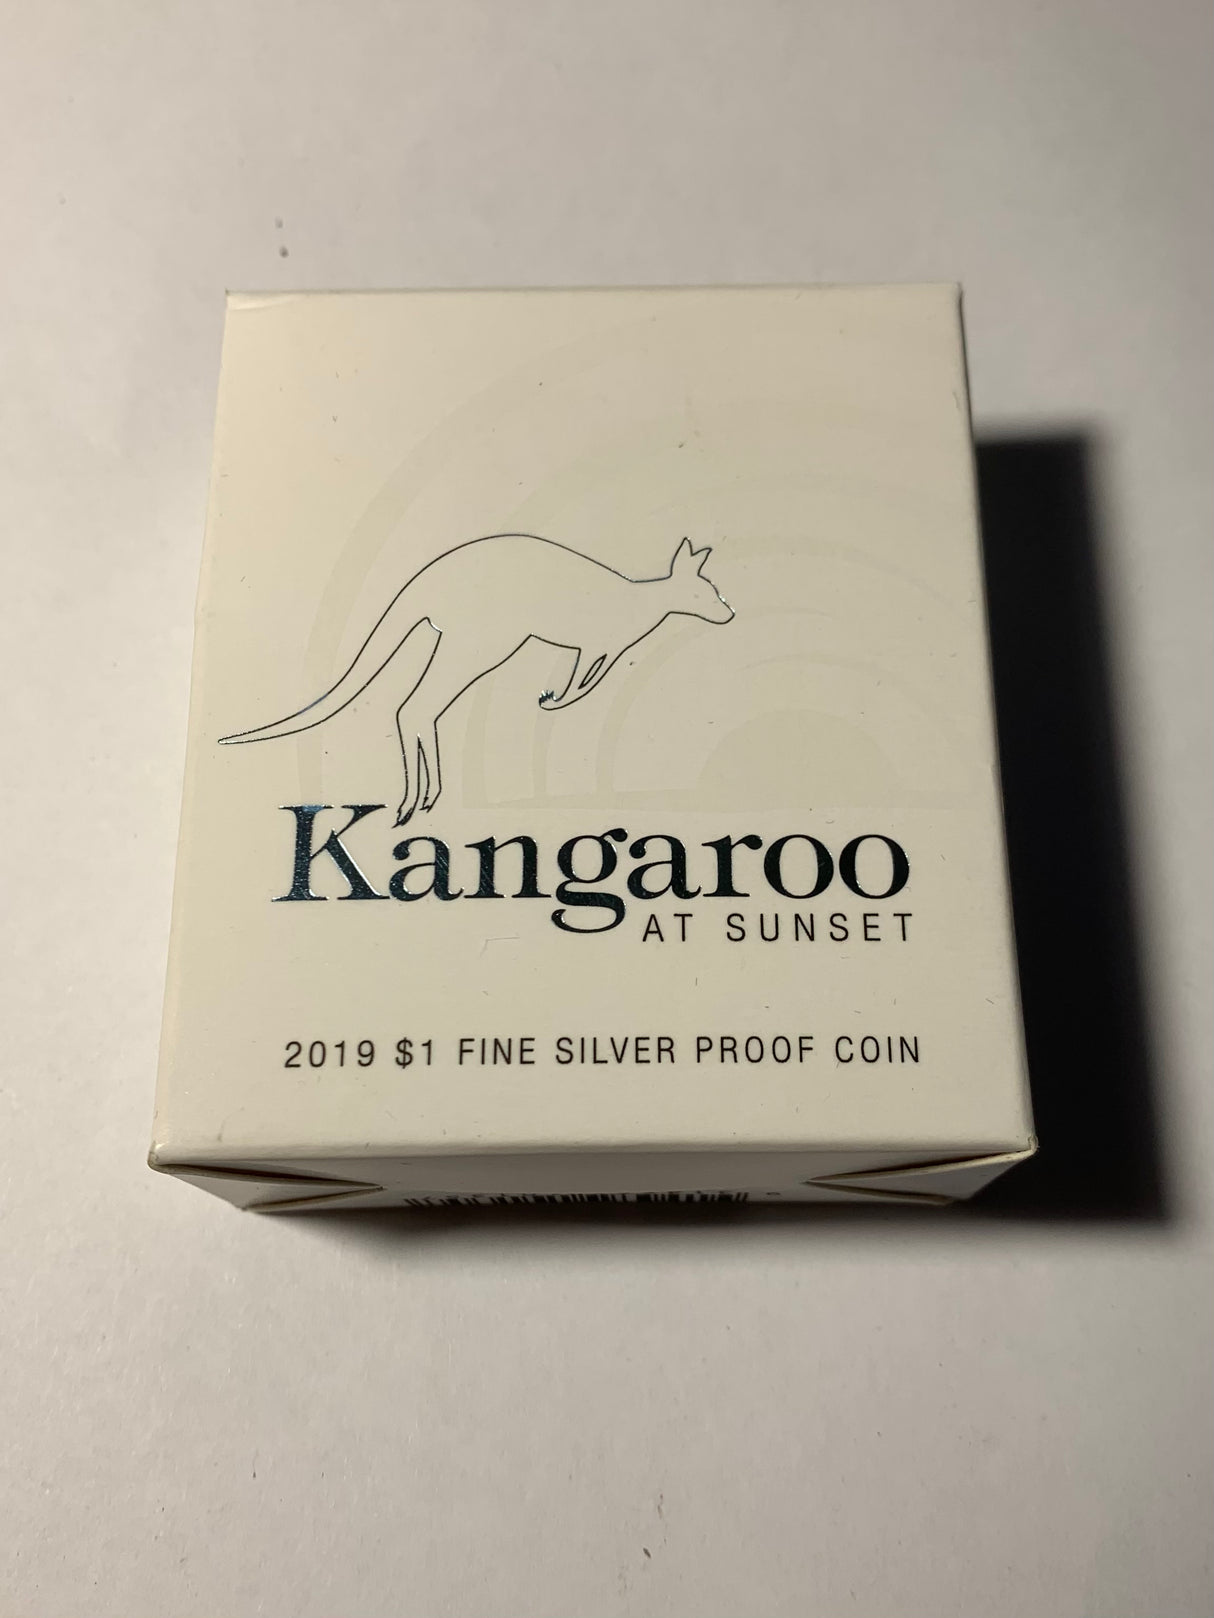 Kangaroo
AT SUNSET
2019 $1 FINE SILVER PROOF COIN